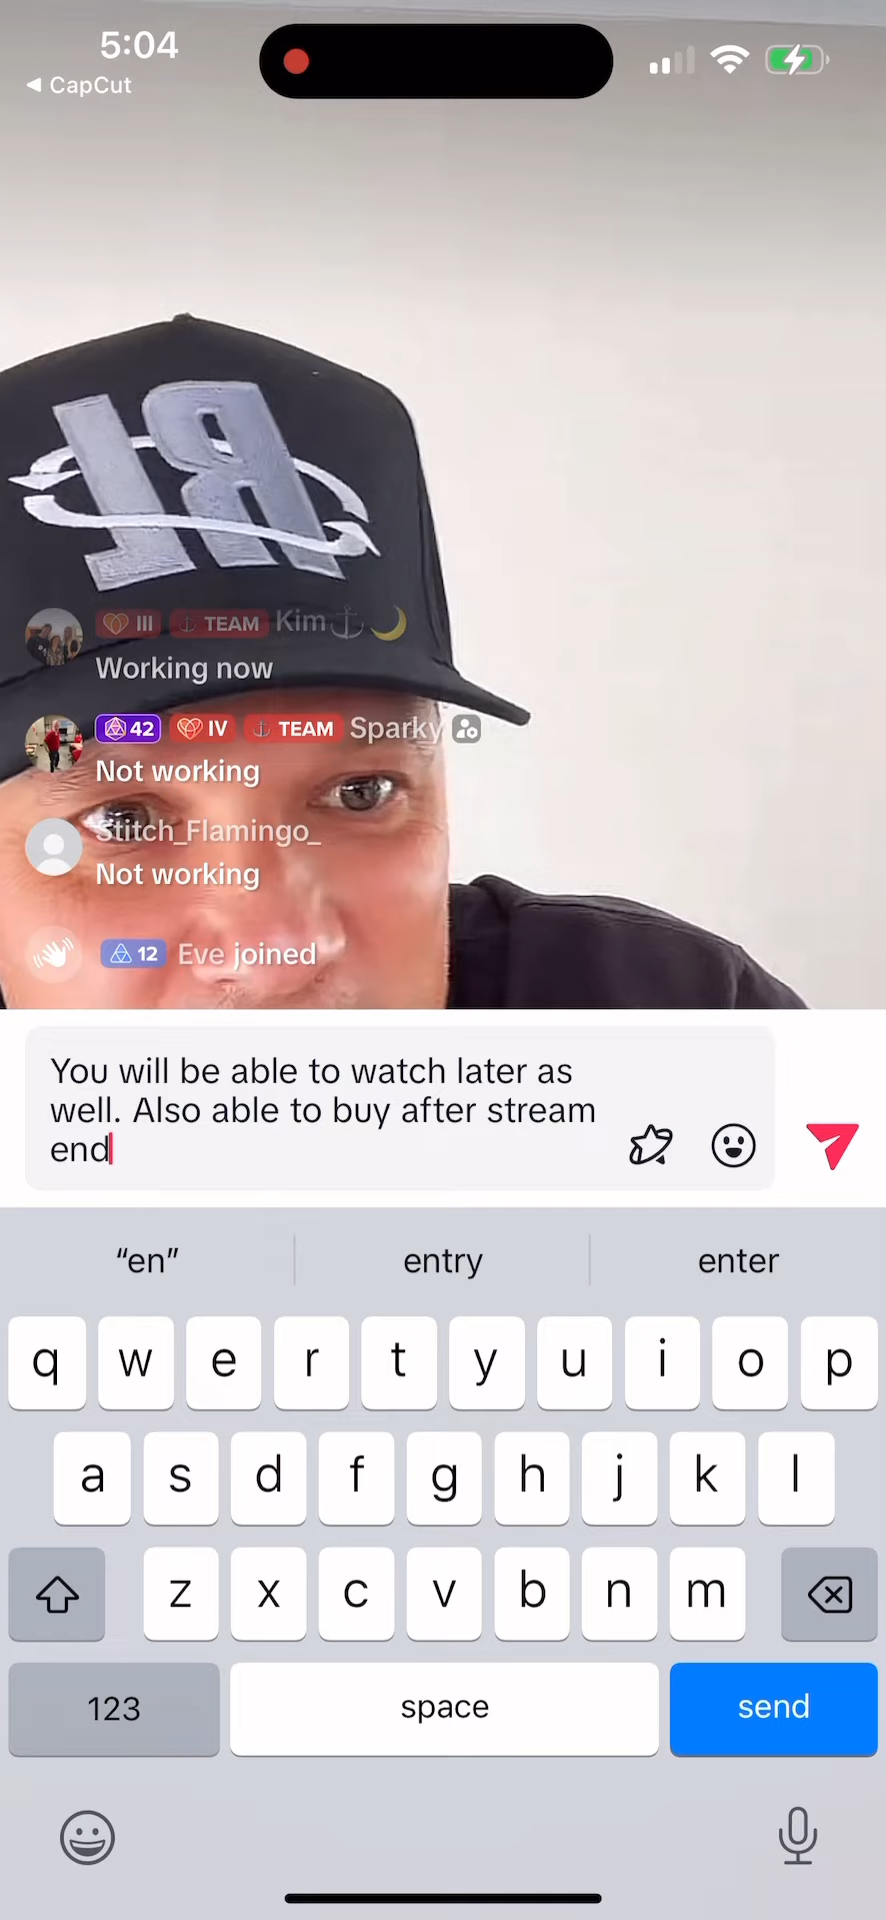 5:04
CapCut
III TEAM Kim
Working now
42 IV TEAM Sparky
Not working
Stitch_Flamingo_
Not working
12 Eve joined
You will be able to watch later as
well. Also able to buy after stream
end
“en” entry enter
q w e r t y u i o p
a s d f g h j k l
z x c v b n m
123 space send